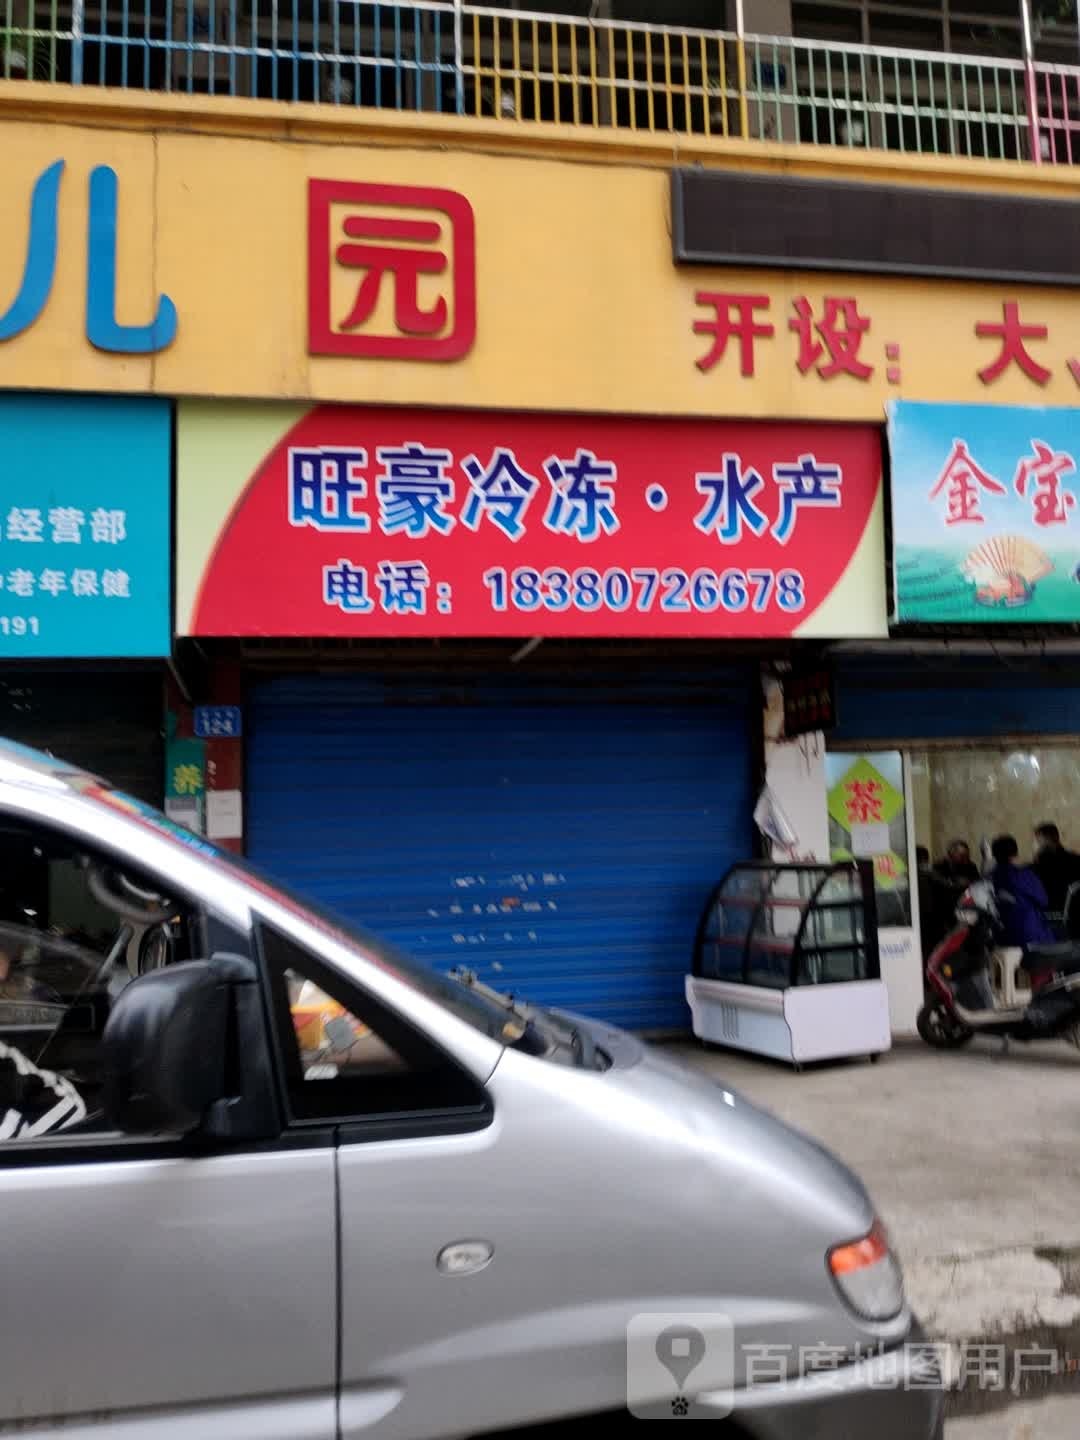 儿园
开设：大、
旺豪冷冻·水产
电话：18380726678
经营部
老年保健
191
金宝
124
茶
百度地图用户